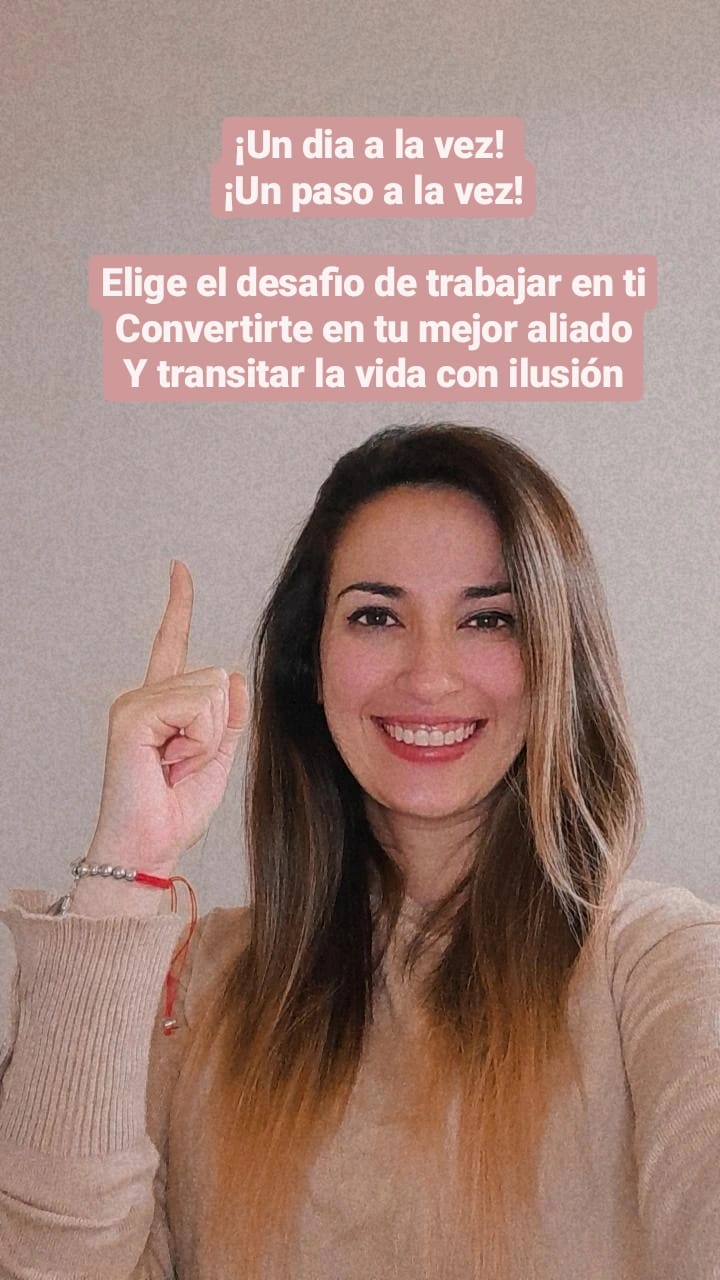 ¡Un dia a la vez!
¡Un paso a la vez!
Elige el desafio de trabajar en ti
Convertirte en tu mejor aliado
Y transitar la vida con ilusión